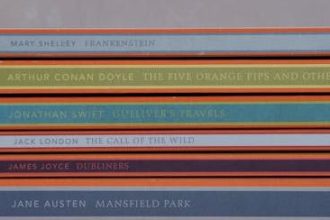 MARY SHELLEY FRANKENSTEIN
ARTHUR CONAN DOYLE THE FIVE ORANGE PIPS AND OTHE
JONATHAN SWIFT GULLIVER'S TRAVELS
JACK LONDON THE CALL OF THE WILD
JAMES JOYCE DUBLINERS
JANE AUSTEN MANSFIELD PARK